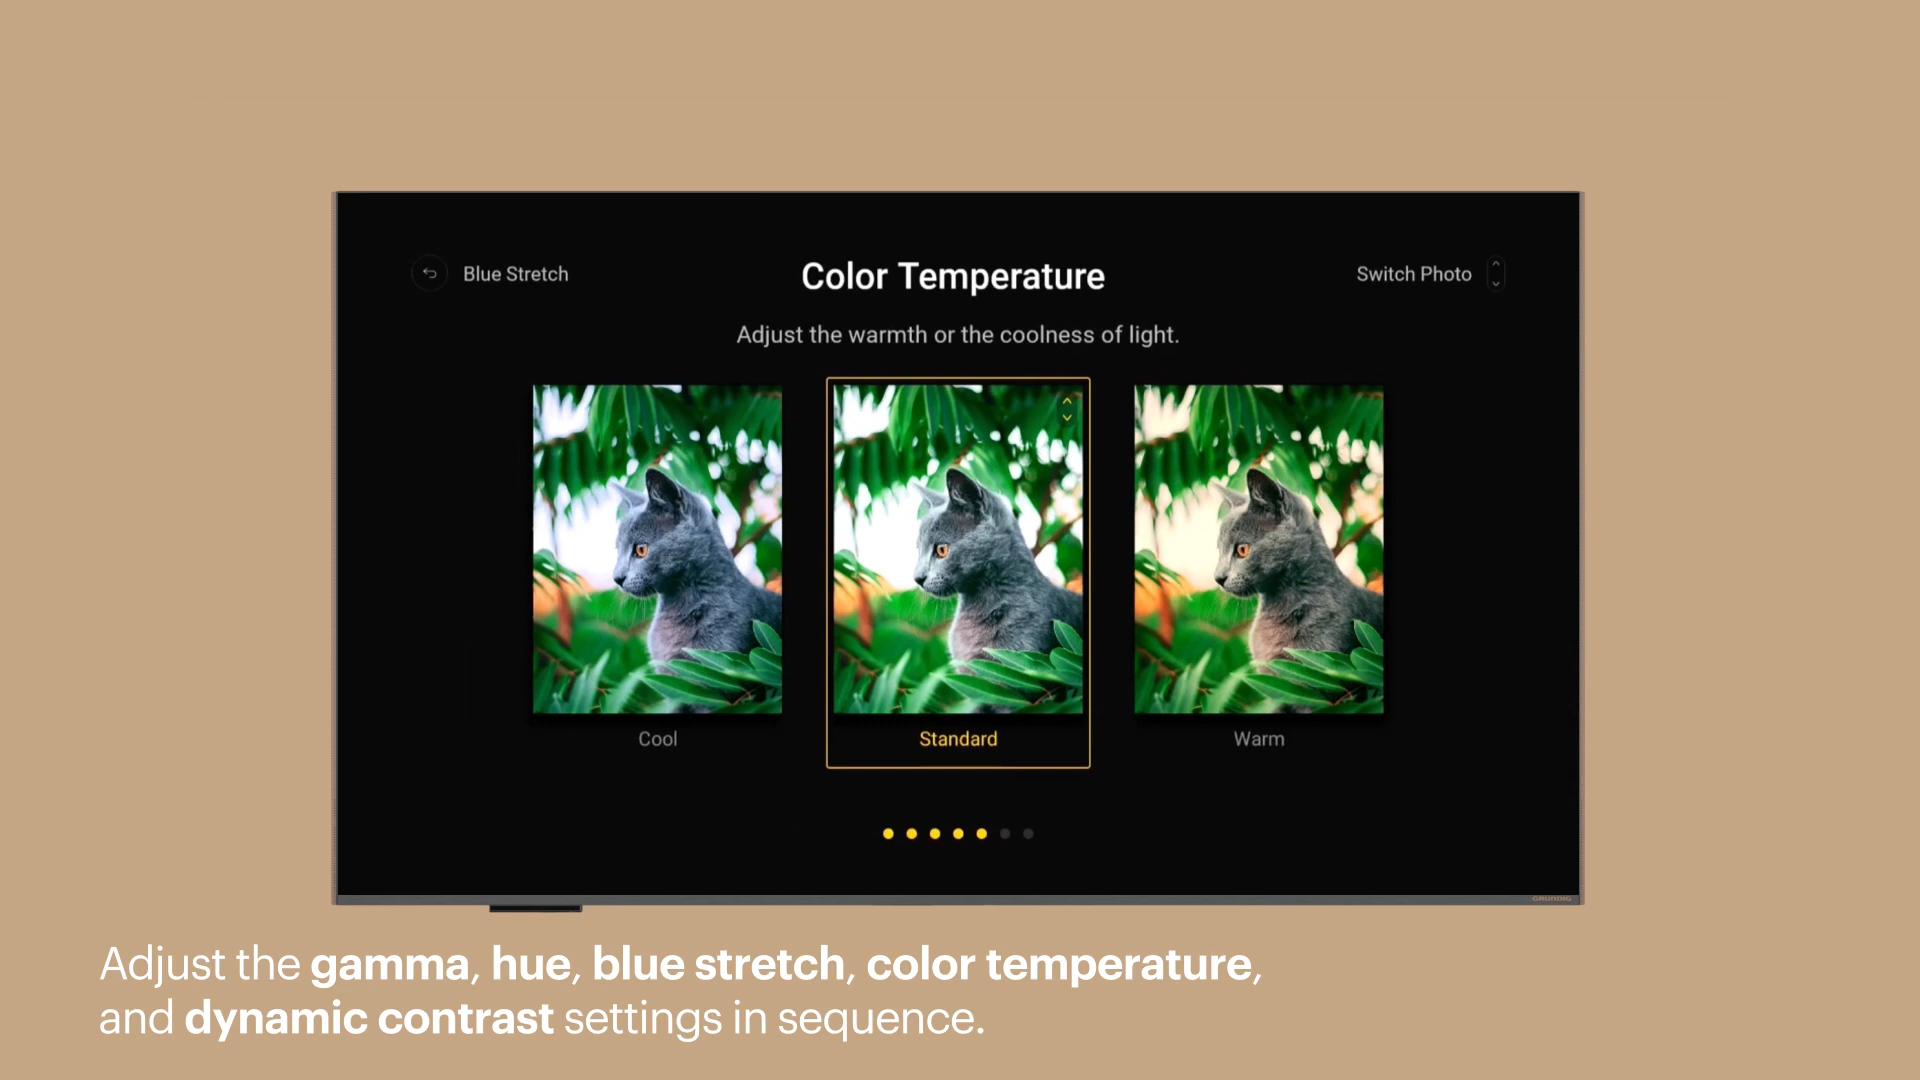 Blue Stretch
Color Temperature
Switch Photo
Adjust the warmth or the coolness of light.
Cool
Standard
Warm
GRUNDIG
Adjust the gamma, hue, blue stretch, color temperature,
and dynamic contrast settings in sequence.